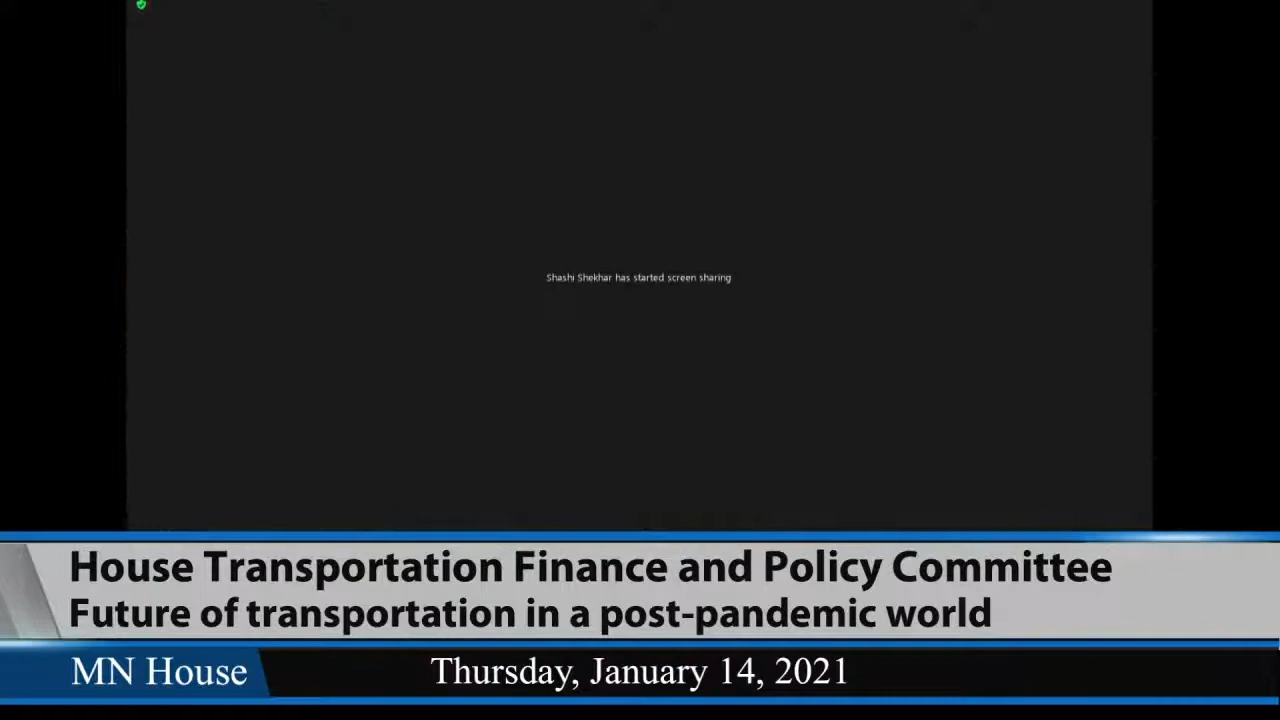 Shashi Shekhar has started screen sharing
House Transportation Finance and Policy Committee
Future of transportation in a post-pandemic world
MN House
Thursday, January 14, 2021